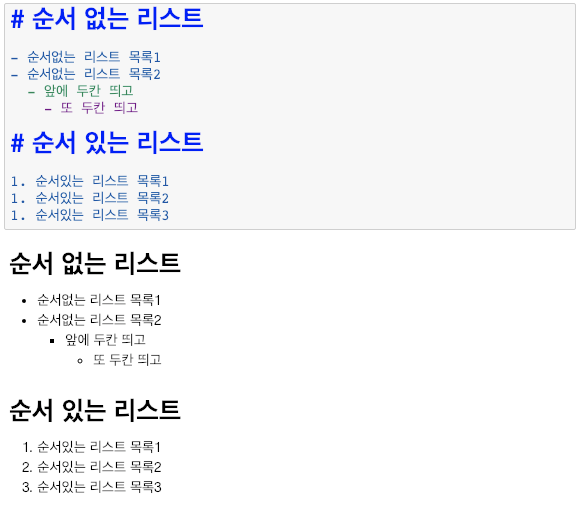 # 순서 없는 리스트
- 순서없는 리스트 목록1
- 순서없는 리스트 목록2
- 앞에 두칸 띄고
- 또 두칸 띄고
# 순서 있는 리스트
1. 순서있는 리스트 목록1
1. 순서있는 리스트 목록2
1. 순서있는 리스트 목록3
순서 없는 리스트
• 순서없는 리스트 목록1
• 순서없는 리스트 목록2
▪ 앞에 두칸 띄고
◦ 또 두칸 띄고
순서 있는 리스트
1. 순서있는 리스트 목록1
2. 순서있는 리스트 목록2
3. 순서있는 리스트 목록3